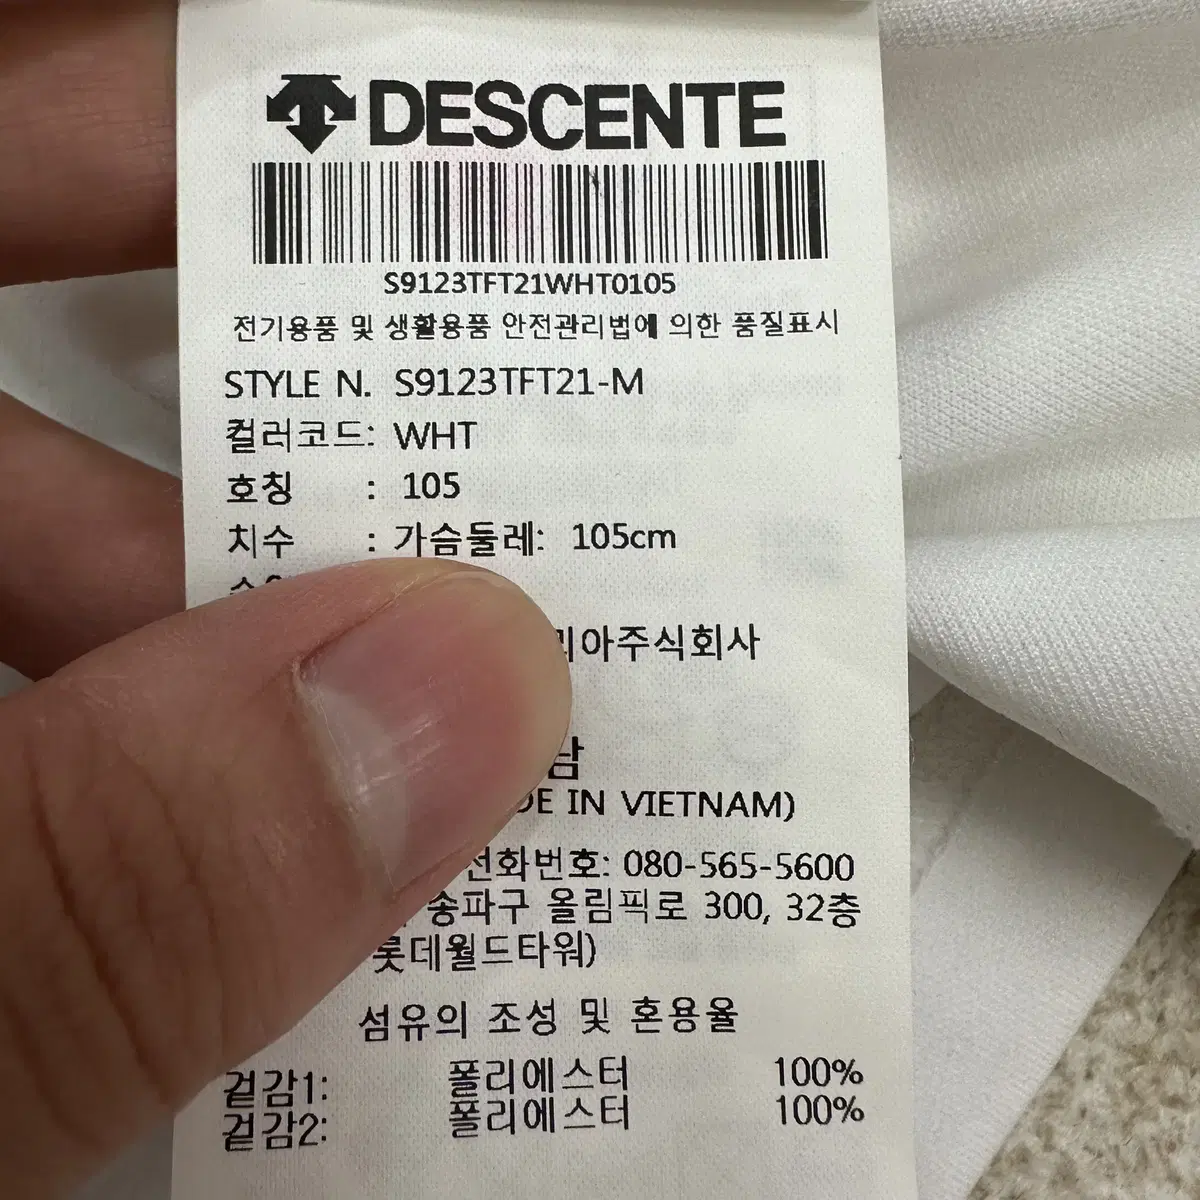 DESCENTE
S9123TFT21WHT0105
전기용품 및 생활용품 안전관리법에 의한 품질표시
STYLE N. S9123TFT21-M
컬러코드: WHT
호칭 : 105
치수 : 가슴둘레: 105cm
리아주식회사
남
DE IN VIETNAM)
전화번호: 080-565-5600
송파구 올림픽로 300, 32층
롯데월드타워)
섬유의 조성 및 혼용율
겉감1: 폴리에스터 100%
겉감2: 폴리에스터 100%